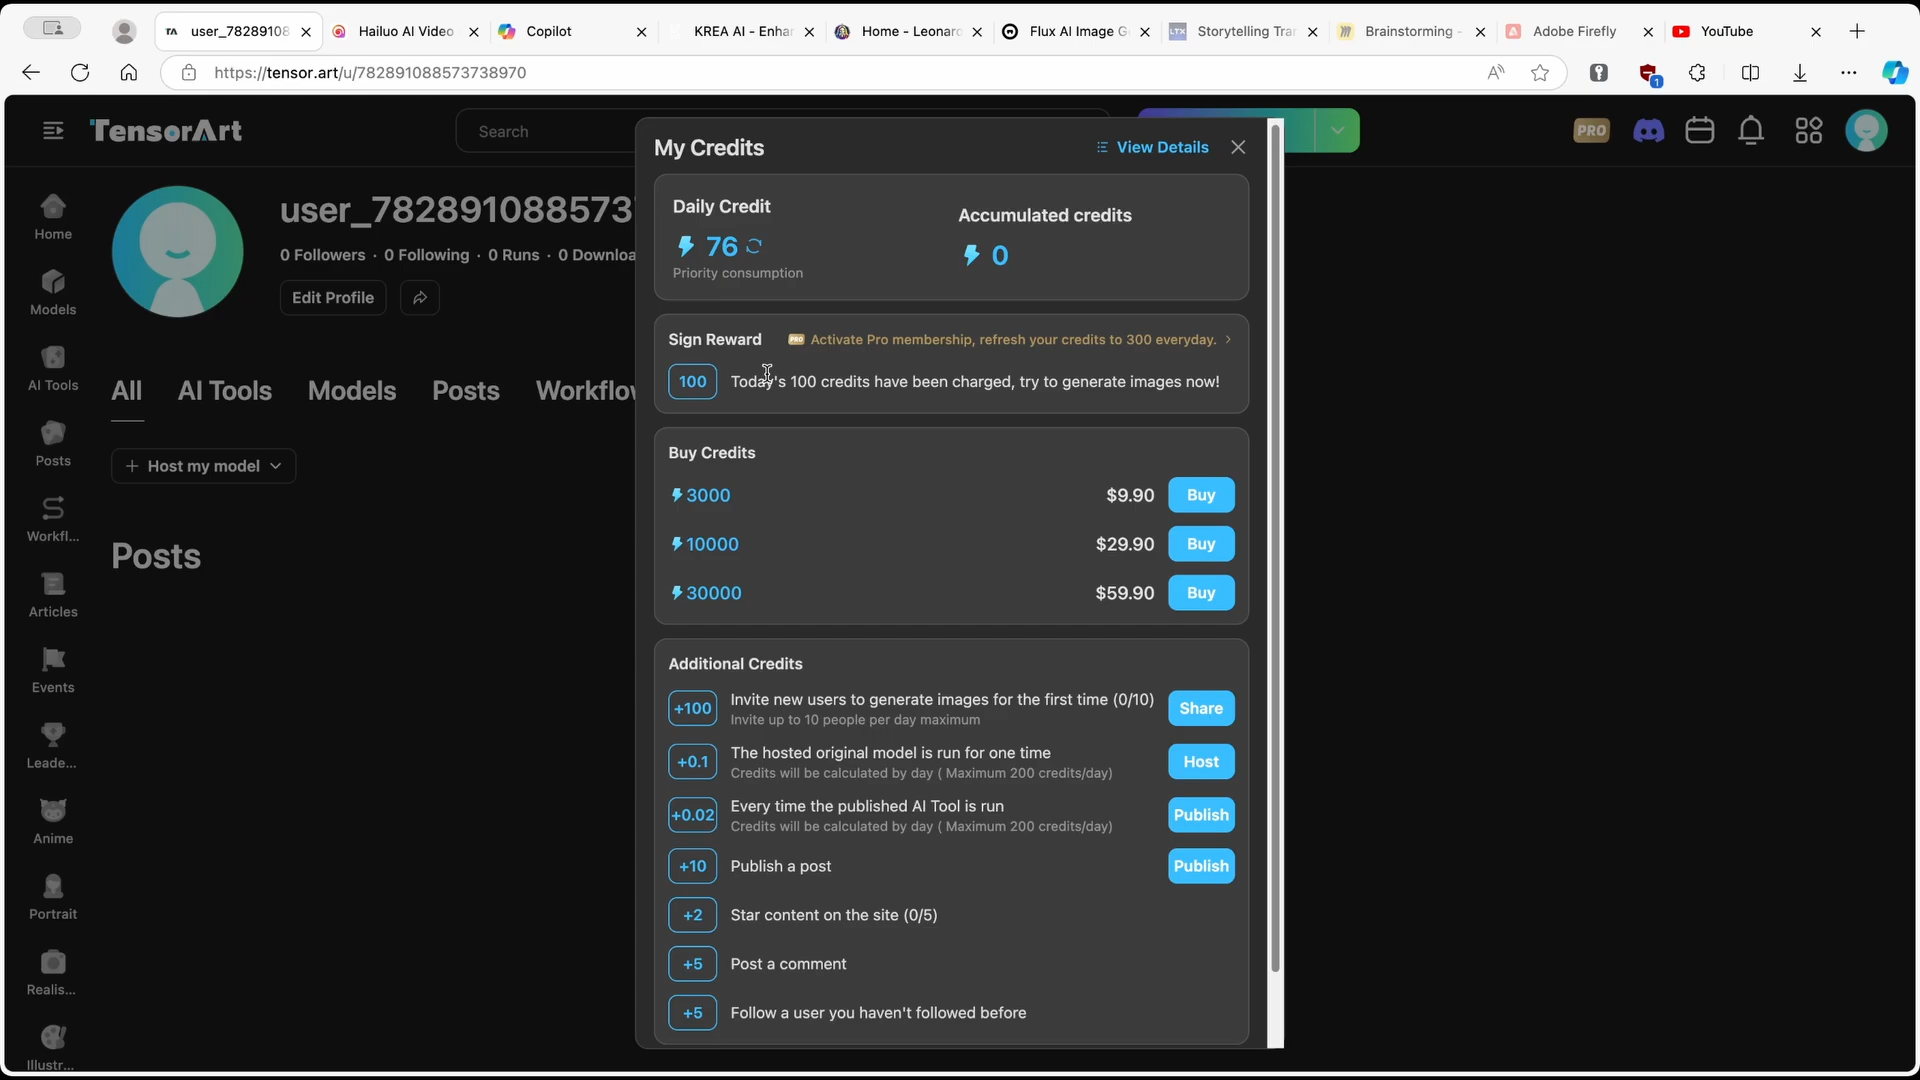 TA user_78289108
Hailuo AI Video
Copilot
KREA AI - Enhan
Home - Leonard
Flux AI Image G
LTX Storytelling Tran
Brainstorming -
Adobe Firefly
YouTube
https://tensor.art/u/782891088573738970
1
TensorArt
Search
PRO
My Credits
View Details
Daily Credit
76
Priority consumption
Accumulated credits
0
Sign Reward
PRO Activate Pro membership, refresh your credits to 300 everyday. >
100 Today's 100 credits have been charged, try to generate images now!
Buy Credits
3000 $9.90 Buy
10000 $29.90 Buy
30000 $59.90 Buy
Additional Credits
+100 Invite new users to generate images for the first time (0/10) Share
Invite up to 10 people per day maximum
+0.1 The hosted original model is run for one time Host
Credits will be calculated by day ( Maximum 200 credits/day)
+0.02 Every time the published AI Tool is run Publish
Credits will be calculated by day ( Maximum 200 credits/day)
+10 Publish a post Publish
+2 Star content on the site (0/5)
+5 Post a comment
+5 Follow a user you haven't followed before
user_7828910885737
0 Followers · 0 Following · 0 Runs · 0 Downloa
Edit Profile
All AI Tools Models Posts Workflow
+ Host my model
Posts
Home
Models
AI Tools
Posts
Workfl...
Articles
Events
Leade...
Anime
Portrait
Realis...
Illustr...